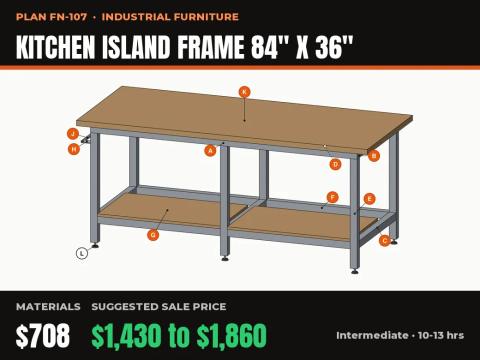 PLAN FN-107 · INDUSTRIAL FURNITURE
KITCHEN ISLAND FRAME 84" X 36"
K
J
H
A
B
D
E
F
G
C
L
MATERIALS SUGGESTED SALE PRICE
$708 $1,430 to $1,860
Intermediate · 10-13 hrs